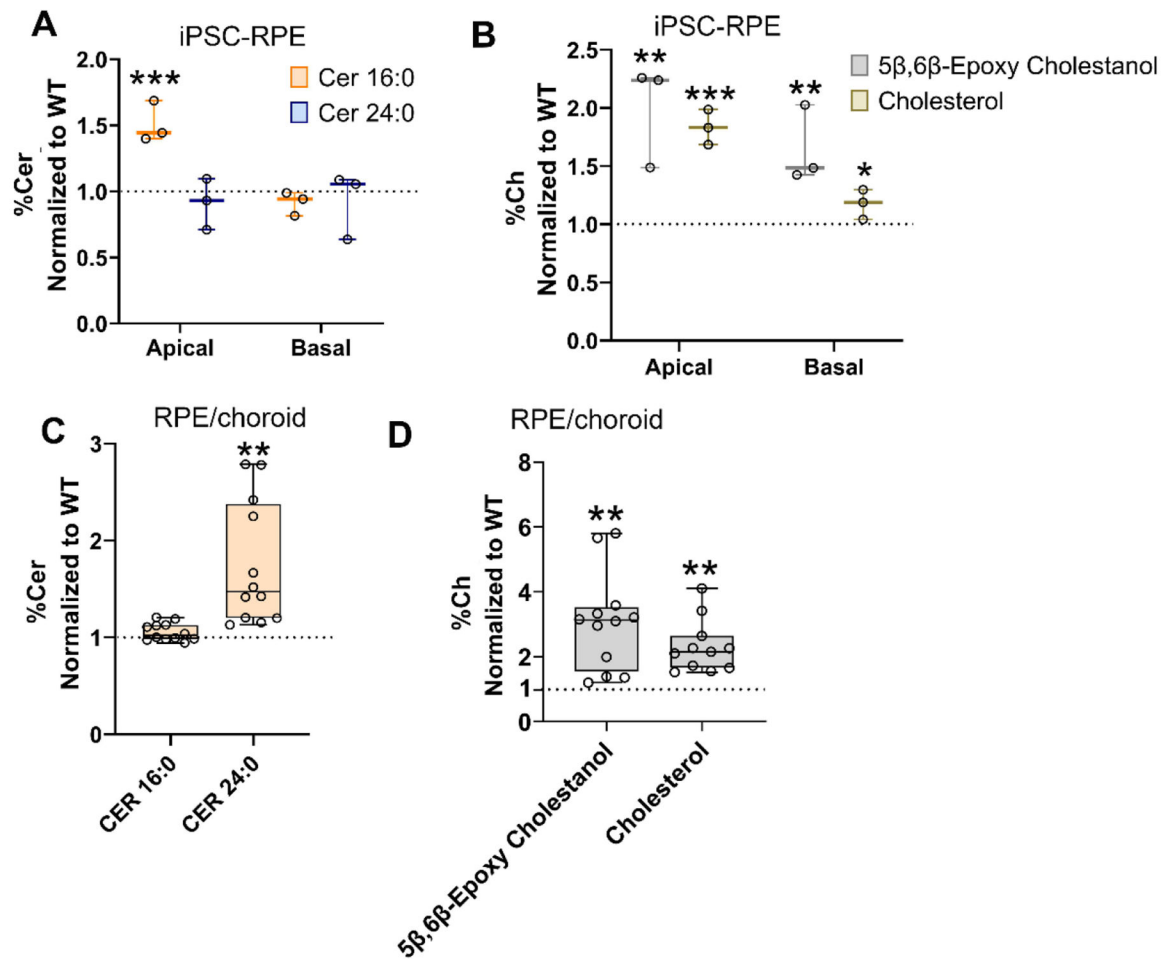 A
iPSC-RPE
%Cer
Normalized to WT
2.0
1.5
1.0
0.5
0.0
***
Cer 16:0
Cer 24:0
Apical
Basal
B
iPSC-RPE
%Ch
Normalized to WT
2.5
2.0
1.5
1.0
0.5
0.0
**
***
**
*
5β,6β-Epoxy Cholestanol
Cholesterol
Apical
Basal
C
RPE/choroid
%Cer
Normalized to WT
3
2
1
0
**
CER 16:0
CER 24:0
D
RPE/choroid
%Ch
Normalized to WT
8
6
4
2
1
0
**
**
5β,6β-Epoxy Cholestanol
Cholesterol